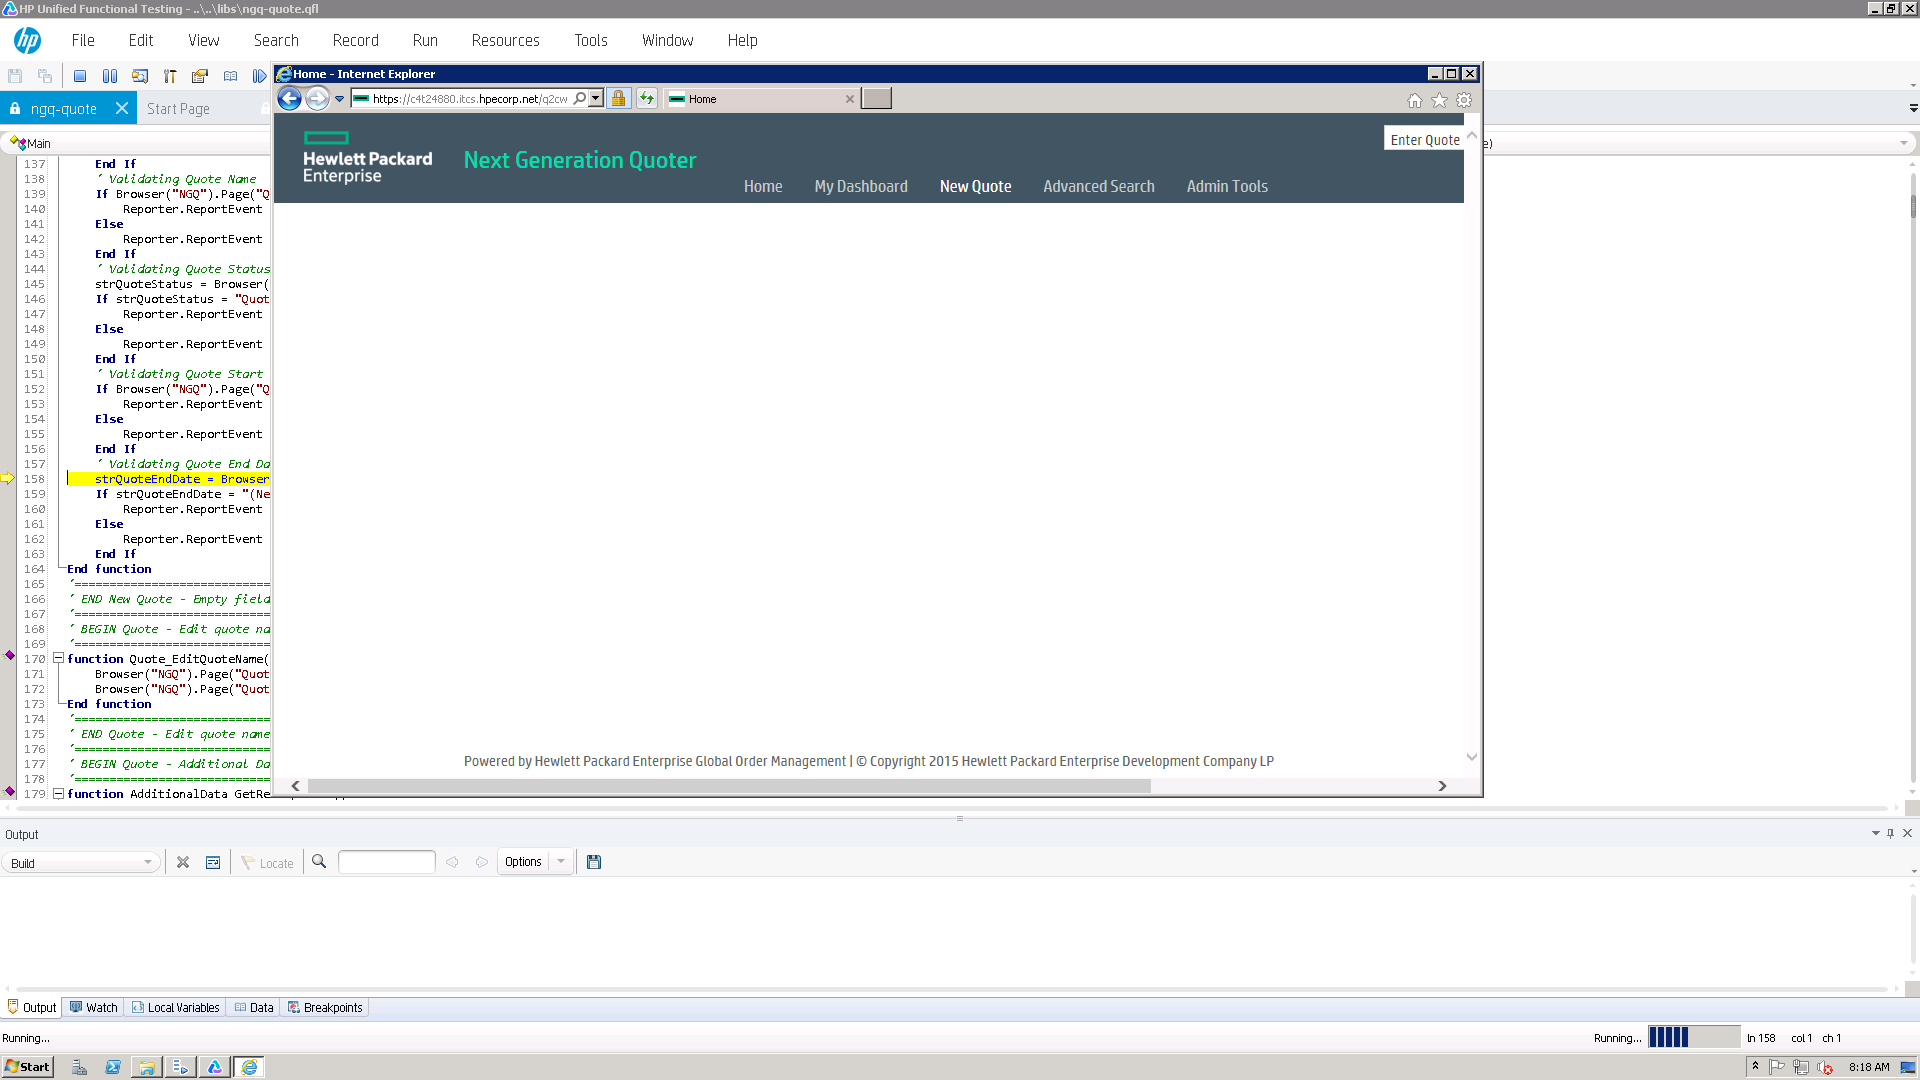 HP Unified Functional Testing - ..\..\libs\ngq-quote.qfl
File Edit View Search Record Run Resources Tools Window Help
Home - Internet Explorer
ngq-quote Start Page
https://c4t24880.itcs.hpecorp.net/q2cw
Home
Main
Hewlett Packard
Enterprise
Next Generation Quoter
Enter Quote
Home My Dashboard New Quote Advanced Search Admin Tools
137 End If
138 ' Validating Quote Name
139 If Browser("NGQ").Page("Q
140 Reporter.ReportEvent
141 Else
142 Reporter.ReportEvent
143 End If
144 ' Validating Quote Status
145 strQuoteStatus = Browser(
146 If strQuoteStatus = "Quot
147 Reporter.ReportEvent
148 Else
149 Reporter.ReportEvent
150 End If
151 ' Validating Quote Start
152 If Browser("NGQ").Page("Q
153 Reporter.ReportEvent
154 Else
155 Reporter.ReportEvent
156 End If
157 ' Validating Quote End Da
158 strQuoteEndDate = Browser
159 If strQuoteEndDate = "(Ne
160 Reporter.ReportEvent
161 Else
162 Reporter.ReportEvent
163 End If
164 End function
165 '============================
166 ' END New Quote - Empty field
167 '============================
168 ' BEGIN Quote - Edit quote na
169 '============================
170 function Quote_EditQuoteName(
171 Browser("NGQ").Page("Quot
172 Browser("NGQ").Page("Quot
173 End function
174 '============================
175 ' END Quote - Edit quote name
176 '============================
177 ' BEGIN Quote - Additional Da
178 '============================
179 function AdditionalData GetRe
Powered by Hewlett Packard Enterprise Global Order Management | © Copyright 2015 Hewlett Packard Enterprise Development Company LP
Output
Build Locate Options
Output Watch Local Variables Data Breakpoints
Running... Running... ln 158 col 1 ch 1
Start 8:18 AM